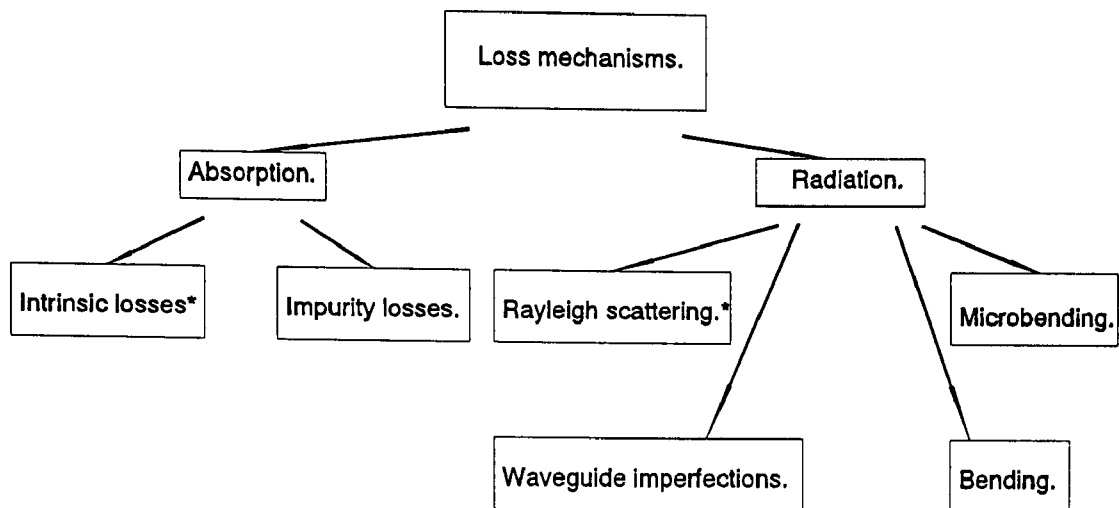 Loss mechanisms.
Absorption.
Radiation.
Intrinsic losses*
Impurity losses.
Rayleigh scattering.*
Microbending.
Waveguide imperfections.
Bending.